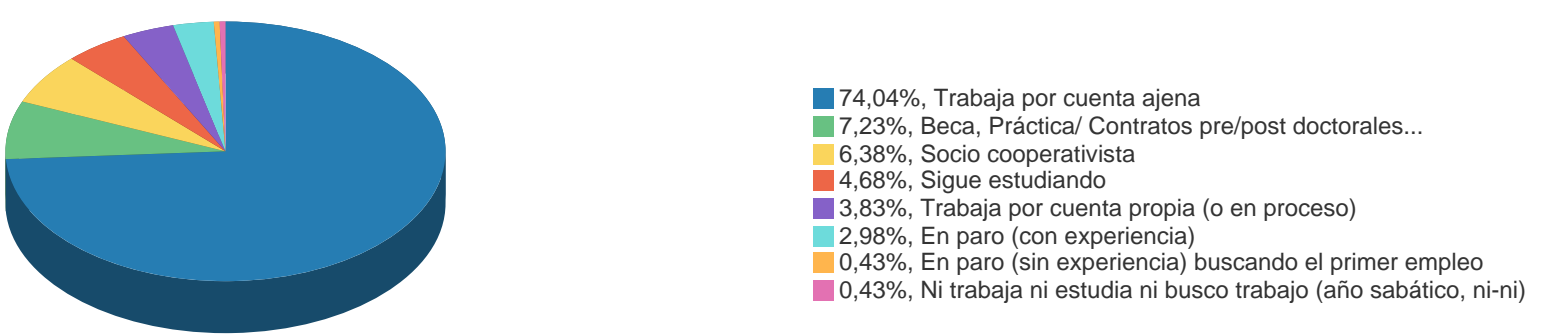 74,04%, Trabaja por cuenta ajena
7,23%, Beca, Práctica/ Contratos pre/post doctorales...
6,38%, Socio cooperativista
4,68%, Sigue estudiando
3,83%, Trabaja por cuenta propia (o en proceso)
2,98%, En paro (con experiencia)
0,43%, En paro (sin experiencia) buscando el primer empleo
0,43%, Ni trabaja ni estudia ni busco trabajo (año sabático, ni-ni)